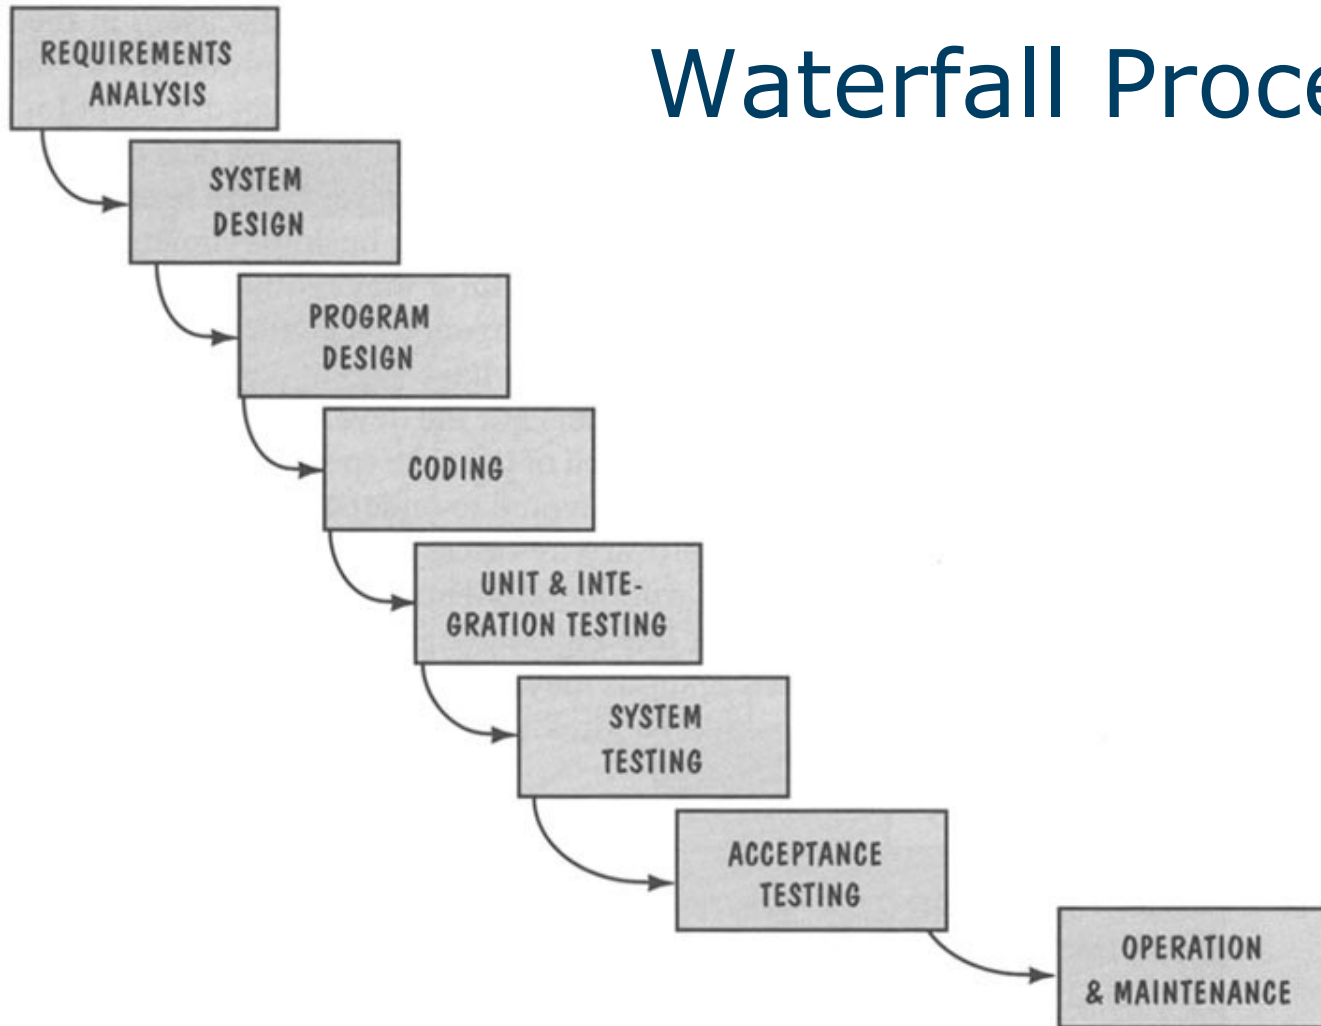 Waterfall Proce
REQUIREMENTS
ANALYSIS
SYSTEM
DESIGN
PROGRAM
DESIGN
CODING
UNIT & INTE-
GRATION TESTING
SYSTEM
TESTING
ACCEPTANCE
TESTING
OPERATION
& MAINTENANCE